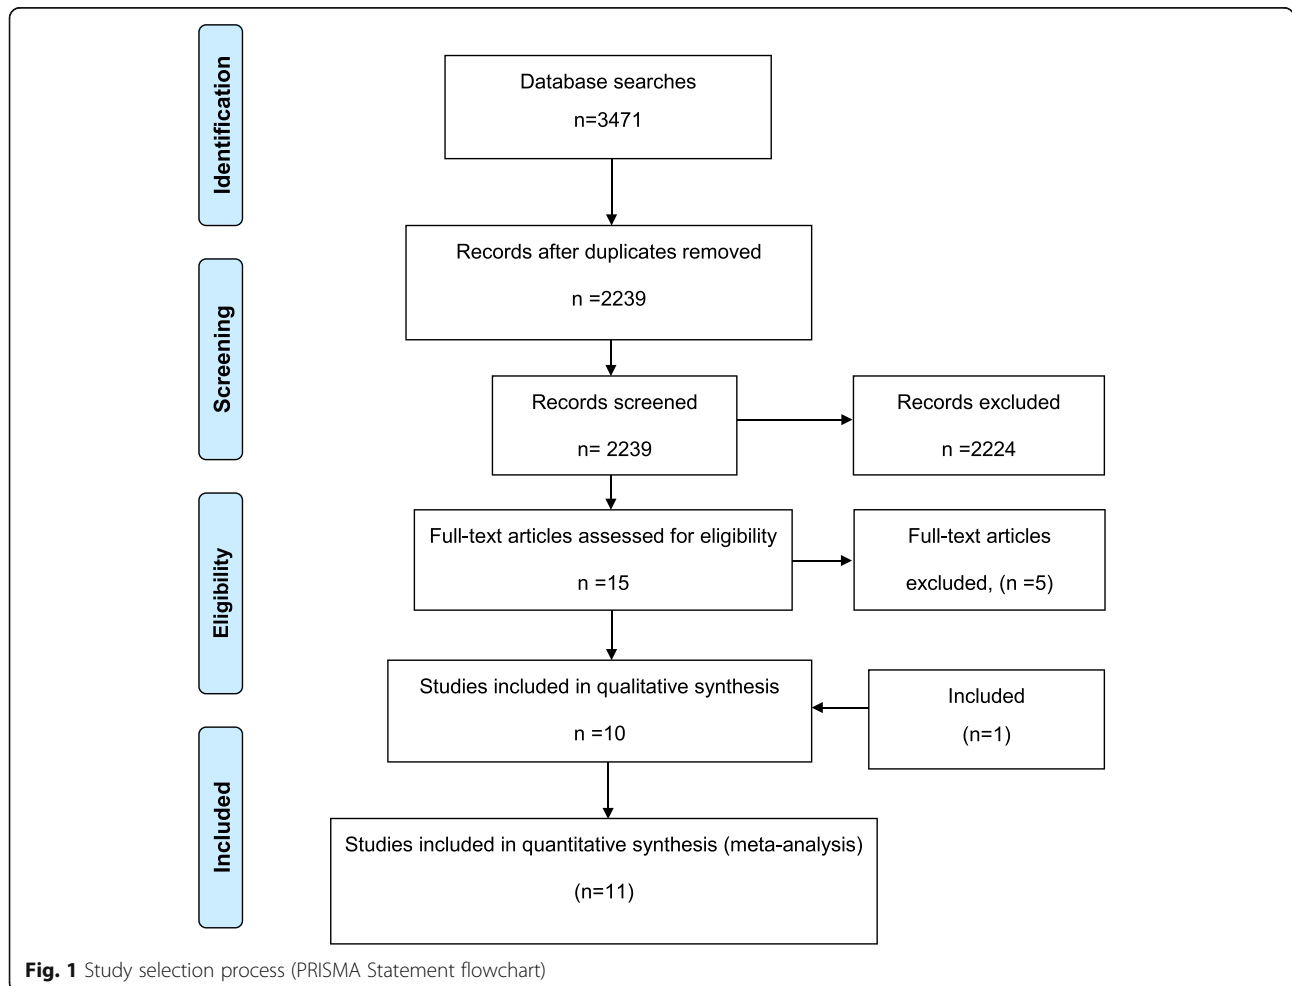 Identification
Database searches
n=3471
Records after duplicates removed
n =2239
Screening
Records screened
n= 2239
Records excluded
n =2224
Eligibility
Full-text articles assessed for eligibility
n =15
Full-text articles
excluded, (n =5)
Studies included in qualitative synthesis
n =10
Included
(n=1)
Included
Studies included in quantitative synthesis (meta-analysis)
(n=11)
Fig. 1 Study selection process (PRISMA Statement flowchart)